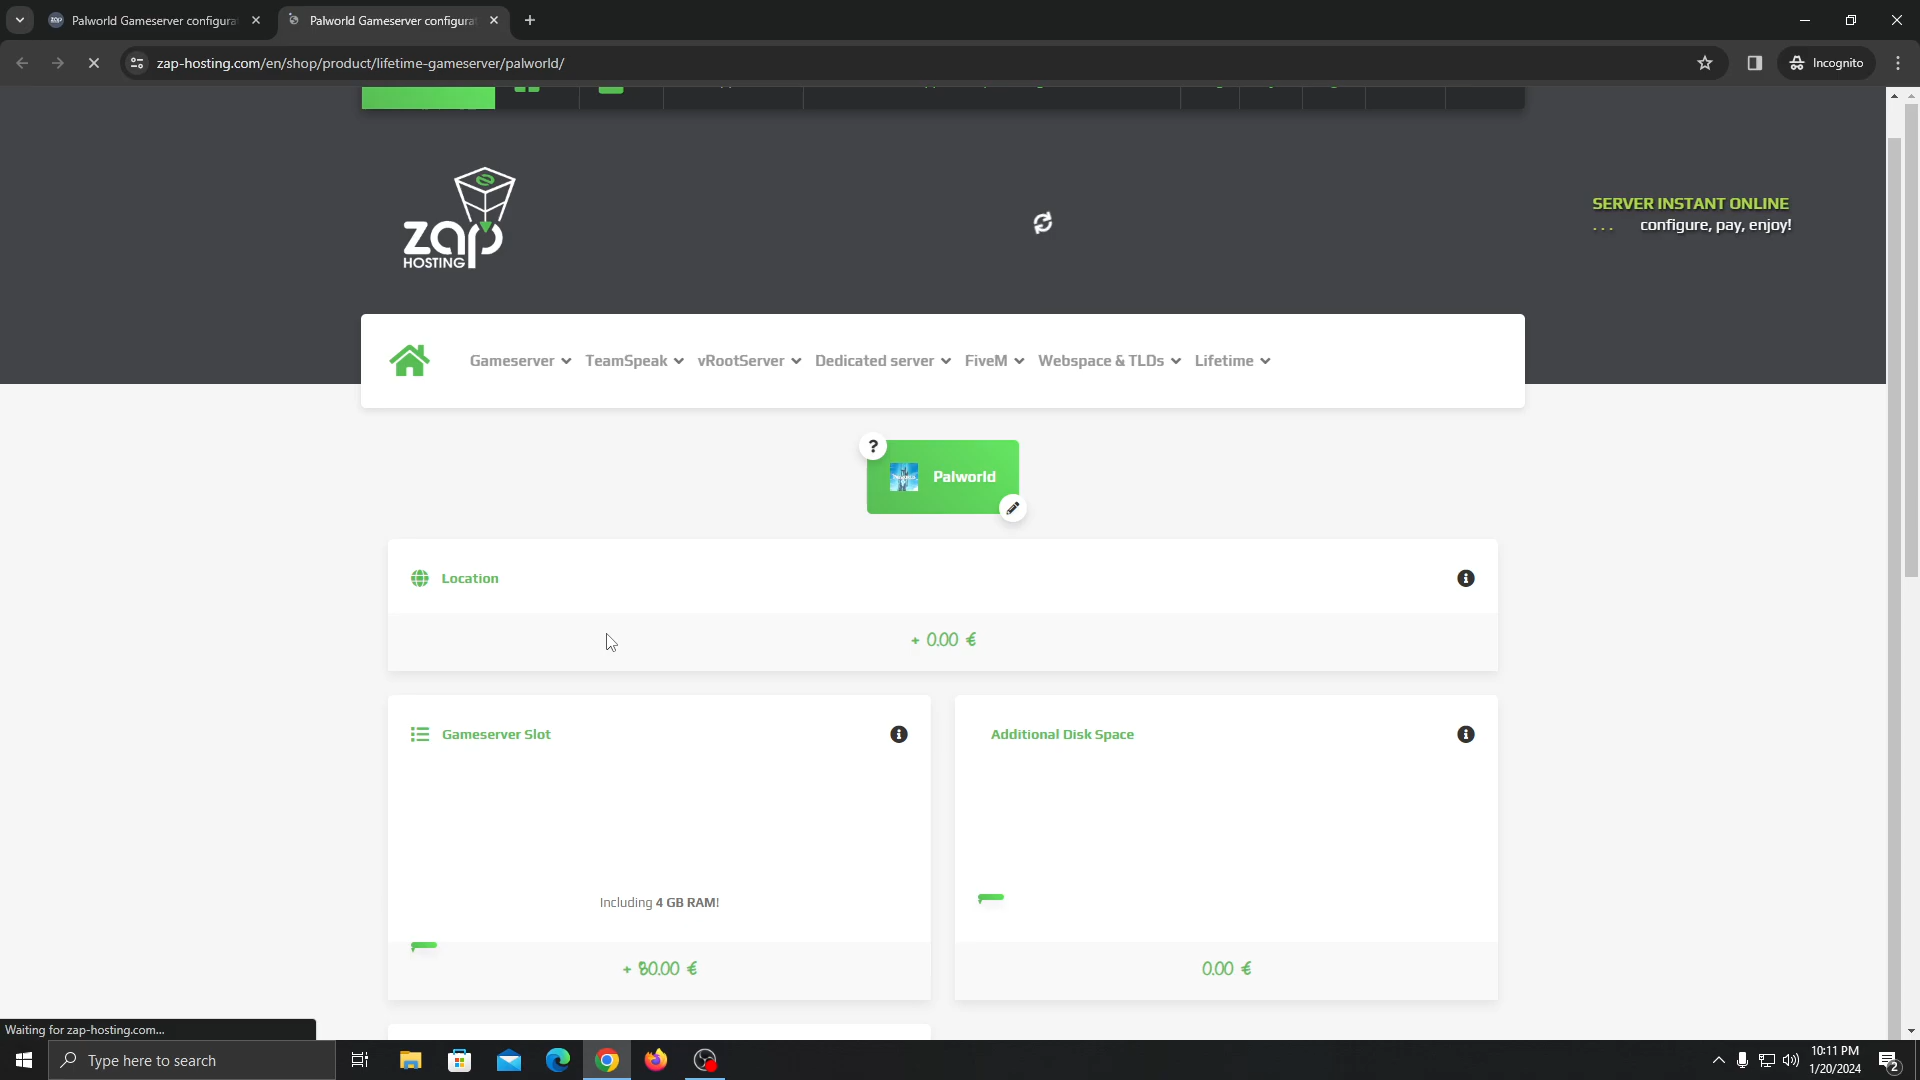 Palworld Gameserver configura
Palworld Gameserver configura
zap-hosting.com/en/shop/product/lifetime-gameserver/palworld/
Incognito
zap
HOSTING
SERVER INSTANT ONLINE
... configure, pay, enjoy!
Gameserver TeamSpeak vRootServer Dedicated server FiveM Webspace & TLDs Lifetime
?
Palworld
Location
+ 0.00 €
Gameserver Slot
Additional Disk Space
Including 4 GB RAM!
0.00 €
Waiting for zap-hosting.com...
Type here to search
10:11 PM
1/20/2024
2